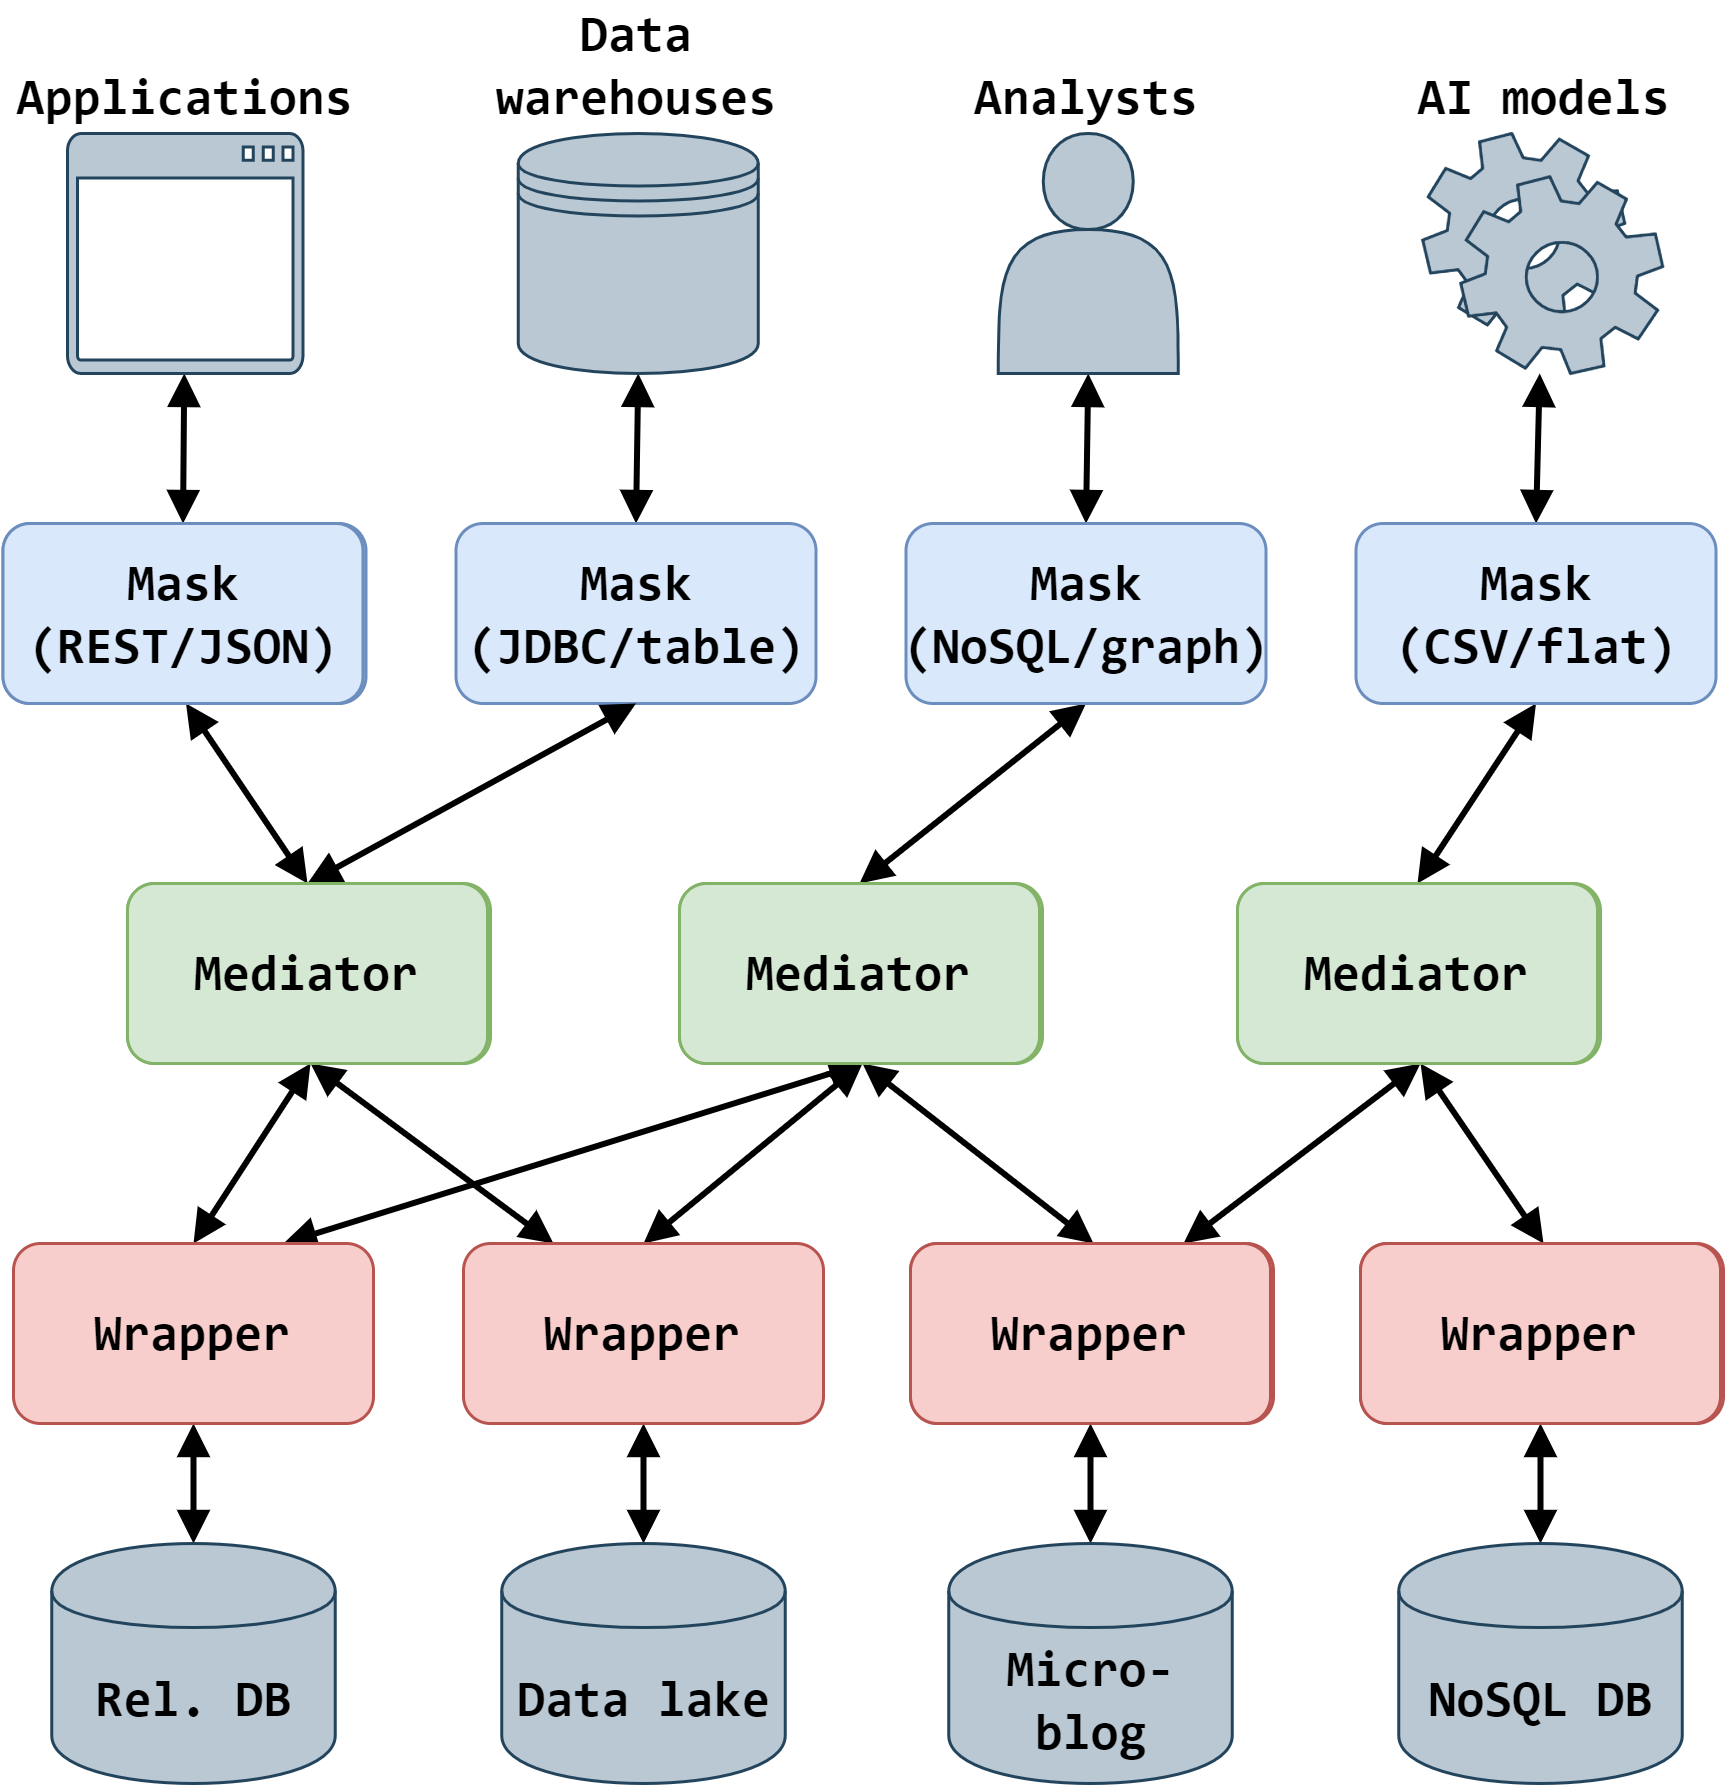 Applications
Data
warehouses
Analysts
AI models
Mask
(REST/JSON)
Mask
(JDBC/table)
Mask
(NoSQL/graph)
Mask
(CSV/flat)
Mediator
Mediator
Mediator
Wrapper
Wrapper
Wrapper
Wrapper
Rel. DB
Data lake
Micro-
blog
NoSQL DB